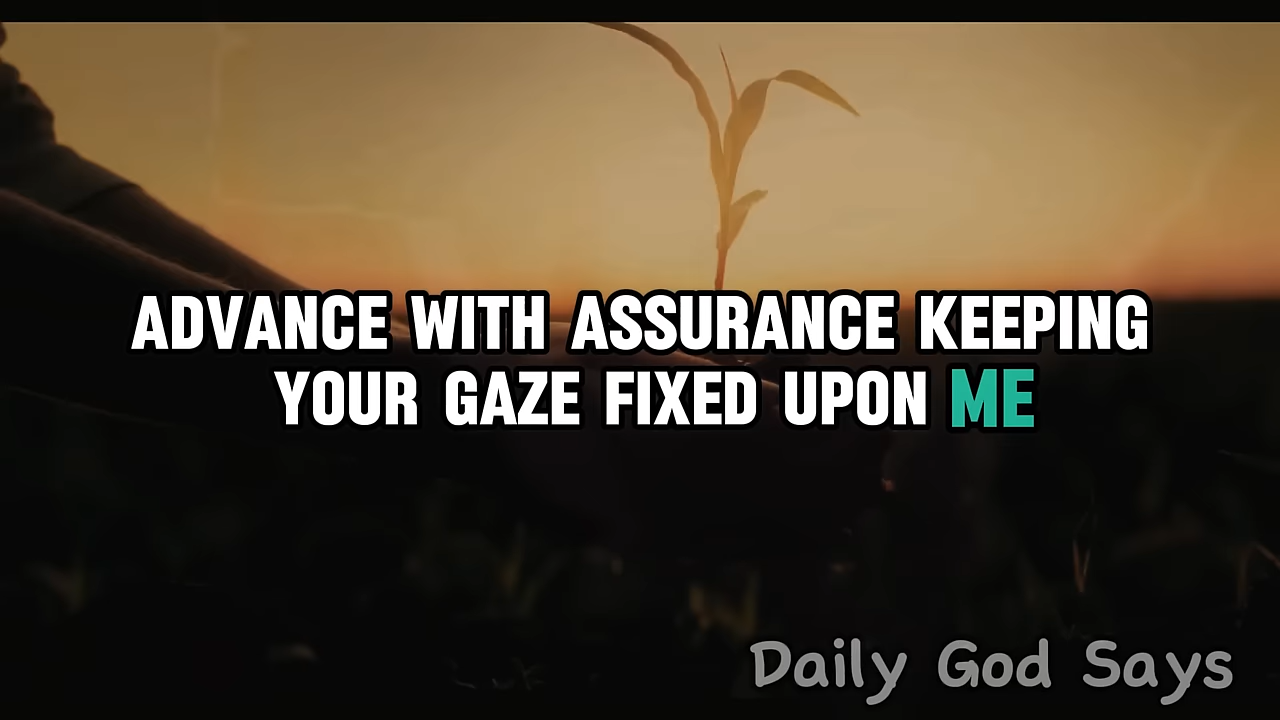 ADVANCE WITH ASSURANCE KEEPING
YOUR GAZE FIXED UPON ME
Daily God Says